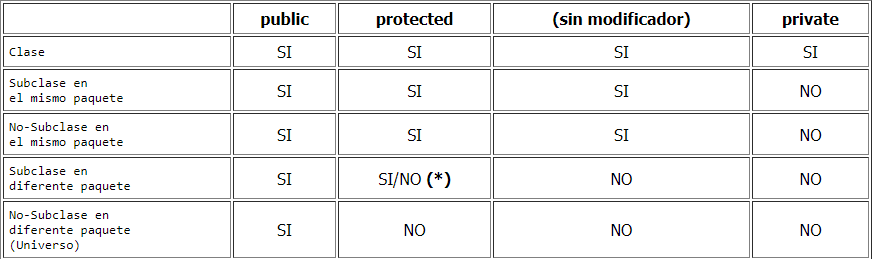 public protected (sin modificador) private
Clase SI SI SI SI
Subclase en
el mismo paquete SI SI SI NO
No-Subclase en
el mismo paquete SI SI SI NO
Subclase en
diferente paquete SI SI/NO (*) NO NO
No-Subclase en
diferente paquete
(Universo) SI NO NO NO